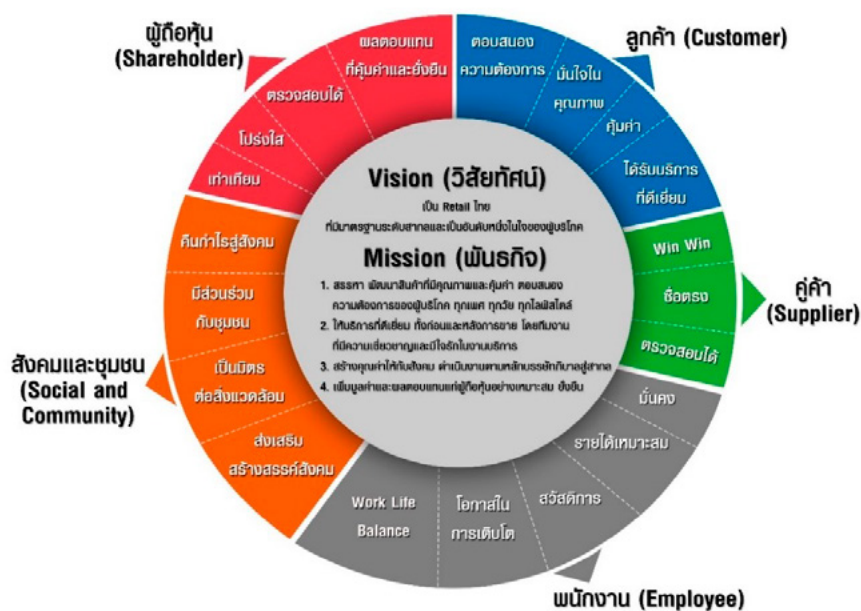 ผู้ถือหุ้น
(Shareholder)
ผลตอบแทน
ที่คุ้มค่าและยั่งยืน
ตรวจสอบได้
โปร่งใส
เท่าเทียม
ลูกค้า (Customer)
ตอบสนอง
ความต้องการ
มั่นใจใน
คุณภาพ
คุ้มค่า
ได้รับบริการ
ที่ดีเยี่ยม
Vision (วิสัยทัศน์)
เป็น Retail ไทย
ที่มีมาตรฐานระดับสากลและเป็นอันดับหนึ่งในใจของผู้บริโภค
Mission (พันธกิจ)
1. สรรหา พัฒนาสินค้าที่มีคุณภาพและคุ้มค่า ตอบสนอง
ความต้องการของผู้บริโภค ทุกเพศ ทุกวัย ทุกไลฟ์สไตล์
2. ให้บริการที่ดีเยี่ยม ทั้งก่อนและหลังการขาย โดยทีมงาน
ที่มีความเชี่ยวชาญและมีใจรักในงานบริการ
3. สร้างคุณค่าให้กับสังคม ดำเนินงานตามหลักบรรษัทภิบาลสู่สากล
4. เพิ่มมูลค่าและผลตอบแทนแก่ผู้ถือหุ้นอย่างเหมาะสม ยั่งยืน
Win Win
ซื่อตรง
ตรวจสอบได้
คู่ค้า
(Supplier)
คืนกำไรสู่สังคม
มีส่วนร่วม
กับชุมชน
เป็นมิตร
ต่อสิ่งแวดล้อม
ส่งเสริม
สร้างสรรค์สังคม
สังคมและชุมชน
(Social and
Community)
มั่นคง
รายได้เหมาะสม
สวัสดิการ
โอกาสใน
การเติบโต
Work Life
Balance
พนักงาน (Employee)